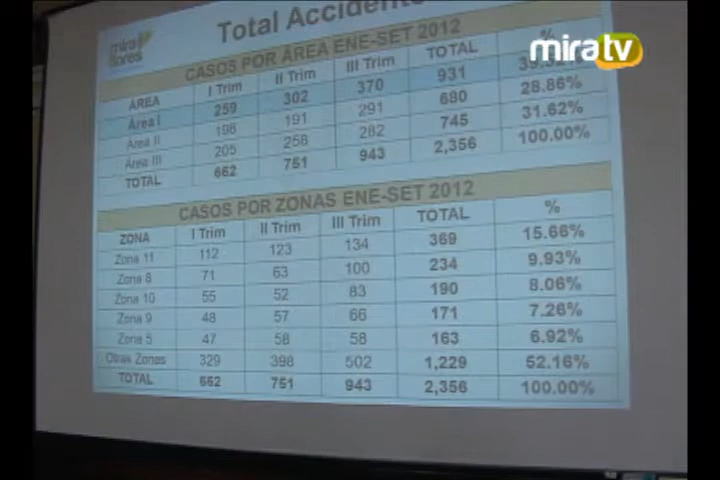 mira flores
Total Accidente
miratv
CASOS POR ÁREA ENE-SET 2012
ÁREA I Trim II Trim III Trim TOTAL %
Área I 259 302 370 931
Área II 198 191 291 680 28.86%
Área III 205 258 282 745 31.62%
TOTAL 662 751 943 2,356 100.00%
CASOS POR ZONAS ENE-SET 2012
ZONA I Trim II Trim III Trim TOTAL %
Zona 11 112 123 134 369 15.66%
Zona 8 71 63 100 234 9.93%
Zona 10 55 52 83 190 8.06%
Zona 9 48 57 66 171 7.26%
Zona 5 47 58 58 163 6.92%
Otras Zonas 329 398 502 1,229 52.16%
TOTAL 662 751 943 2,356 100.00%